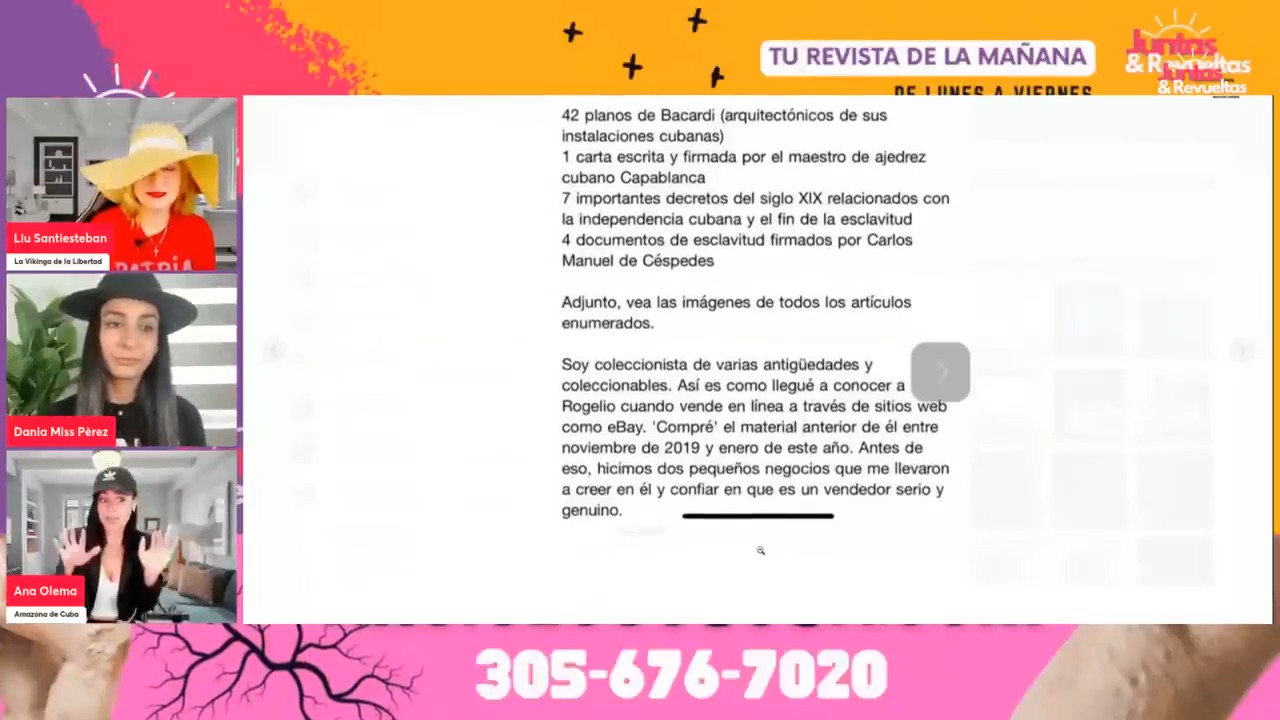 TU REVISTA DE LA MAÑANA
Juntas
& Revueltas
Juntas
& Revueltas
DE LUNES A VIERNES
42 planos de Bacardi (arquitectónicos de sus
instalaciones cubanas)
1 carta escrita y firmada por el maestro de ajedrez
cubano Capablanca
7 importantes decretos del siglo XIX relacionados con
la independencia cubana y el fin de la esclavitud
4 documentos de esclavitud firmados por Carlos
Manuel de Céspedes
Adjunto, vea las imágenes de todos los artículos
enumerados.
Soy coleccionista de varias antigüedades y
coleccionables. Así es como llegué a conocer a
Rogelio cuando vende en línea a través de sitios web
como eBay. 'Compré' el material anterior de él entre
noviembre de 2019 y enero de este año. Antes de
eso, hicimos dos pequeños negocios que me llevaron
a creer en él y confiar en que es un vendedor serio y
genuino.
Liu Santiesteban
La Vikinga de la Libertad
PATRIA
Dania Miss Pèrez
Ana Olema
Amazona de Cuba
305-676-7020